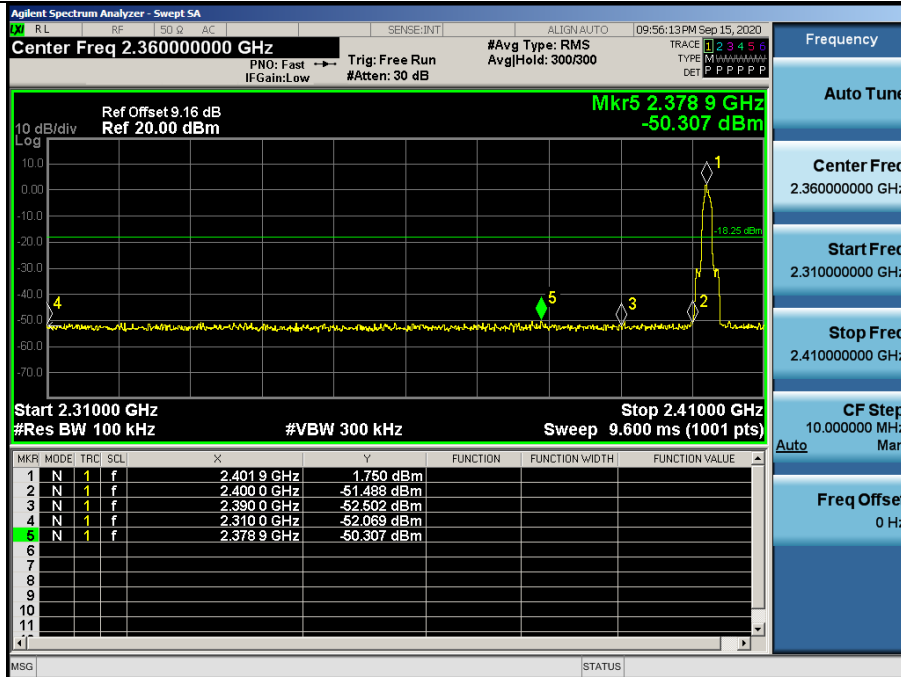 Agilent Spectrum Analyzer - Swept SA
LXI RL RF 50 Ω AC SENSE:INT ALIGN AUTO 09:56:13 PM Sep 15, 2020
Center Freq 2.360000000 GHz
PNO: Fast
IFGain:Low
Trig: Free Run
#Atten: 30 dB
#Avg Type: RMS
Avg|Hold: 300/300
TRACE 1 2 3 4 5 6
TYPE M
DET P P P P P P
Frequency
Auto Tune
Center Freq
2.360000000 GHz
Start Freq
2.310000000 GHz
Stop Freq
2.410000000 GHz
CF Step
10.000000 MHz
Auto Man
Freq Offset
0 Hz
Mkr5 2.378 9 GHz
-50.307 dBm
Ref Offset 9.16 dB
10 dB/div Ref 20.00 dBm
Log
10.0
0.00
-10.0
-20.0
-30.0
-40.0
-50.0
-60.0
-70.0
-18.25 dBm
1
4
5
3
2
Start 2.31000 GHz Stop 2.41000 GHz
#Res BW 100 kHz #VBW 300 kHz Sweep 9.600 ms (1001 pts)
MKR MODE TRC SCL X Y FUNCTION FUNCTION WIDTH FUNCTION VALUE
1 N 1 f 2.401 9 GHz 1.750 dBm
2 N 1 f 2.400 0 GHz -51.488 dBm
3 N 1 f 2.390 0 GHz -52.502 dBm
4 N 1 f 2.310 0 GHz -52.069 dBm
5 N 1 f 2.378 9 GHz -50.307 dBm
6
7
8
9
10
11
MSG STATUS